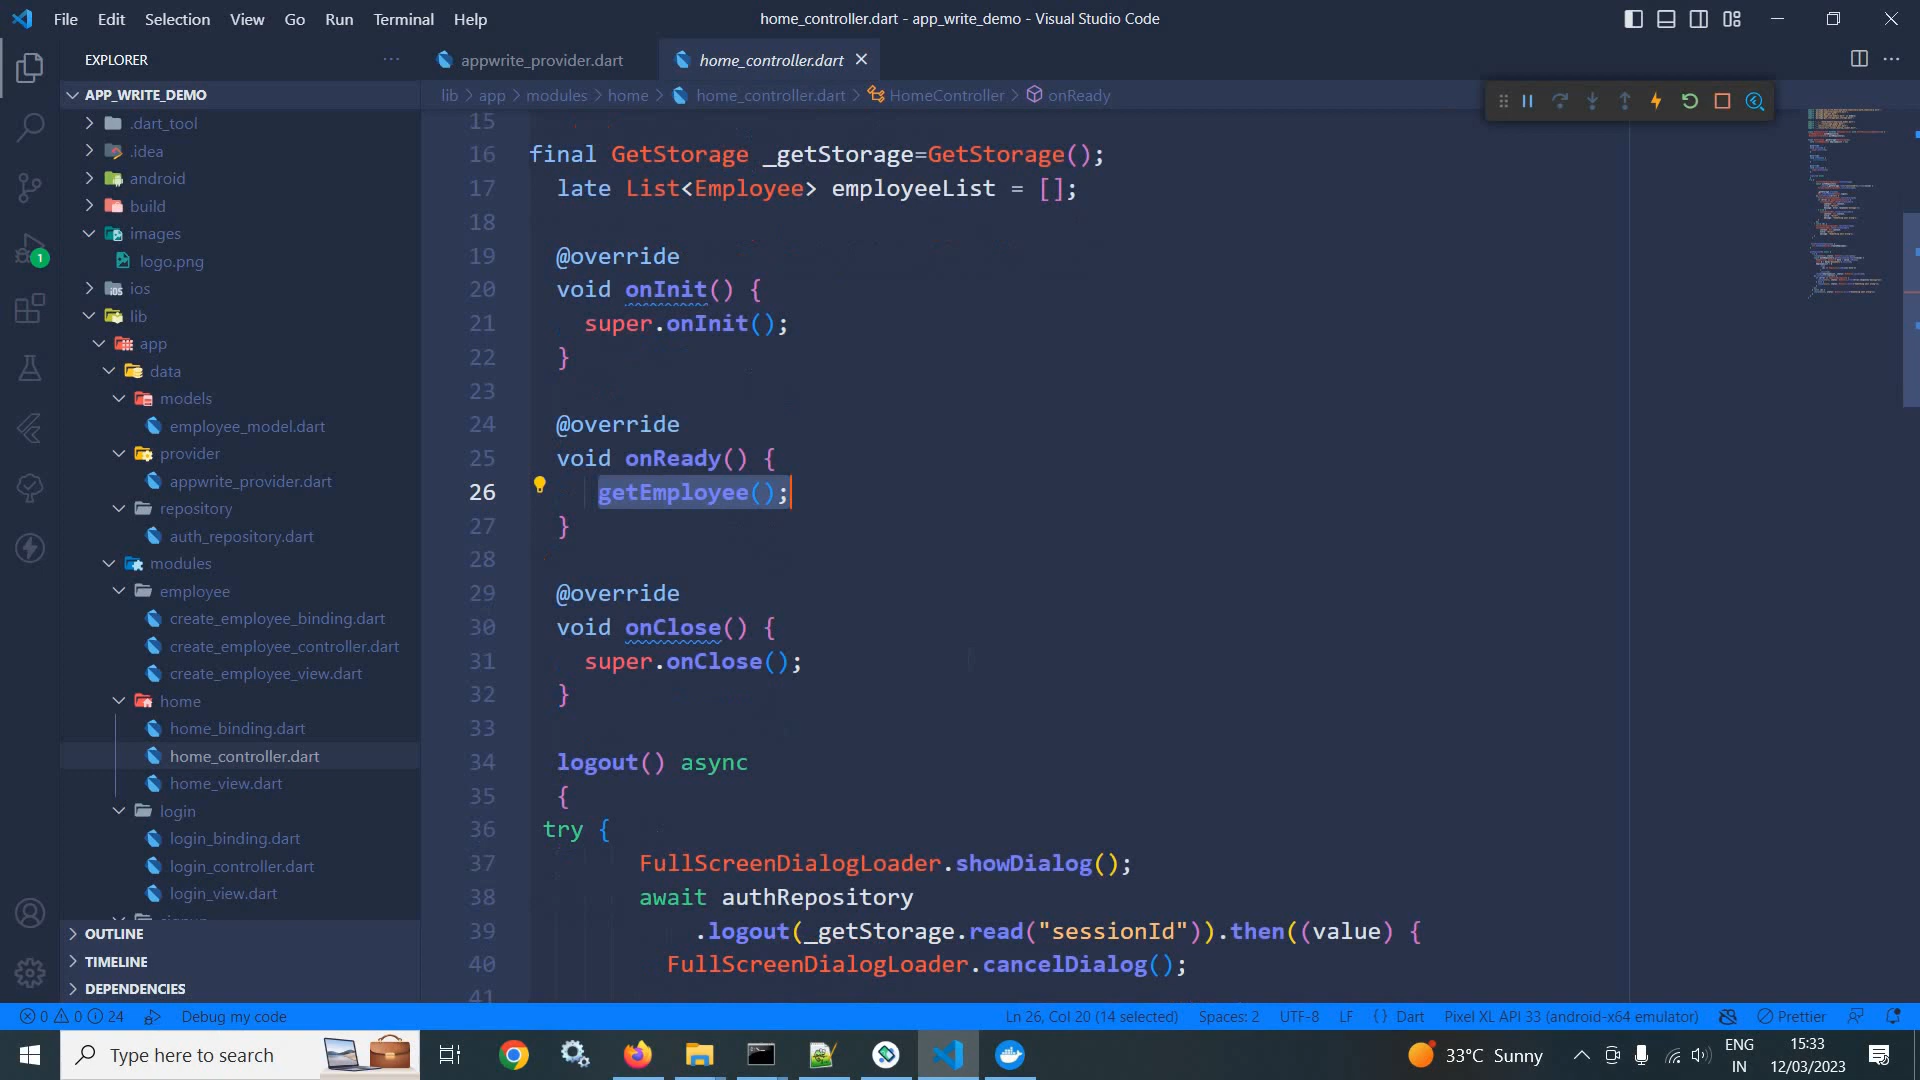 File Edit Selection View Go Run Terminal Help
home_controller.dart - app_write_demo - Visual Studio Code
EXPLORER
appwrite_provider.dart
home_controller.dart
APP_WRITE_DEMO
lib > app > modules > home > home_controller.dart > HomeController > onReady
.dart_tool
.idea
android
build
images
logo.png
ios
lib
app
data
models
employee_model.dart
provider
appwrite_provider.dart
repository
auth_repository.dart
modules
employee
create_employee_binding.dart
create_employee_controller.dart
create_employee_view.dart
home
home_binding.dart
home_controller.dart
home_view.dart
login
login_binding.dart
login_controller.dart
login_view.dart
OUTLINE
TIMELINE
DEPENDENCIES
1
15
16 final GetStorage _getStorage=GetStorage();
17 late List<Employee> employeeList = [];
18
19 @override
20 void onInit() {
21 super.onInit();
22 }
23
24 @override
25 void onReady() {
26 getEmployee();
27 }
28
29 @override
30 void onClose() {
31 super.onClose();
32 }
33
34 logout() async
35 {
36 try {
37 FullScreenDialogLoader.showDialog();
38 await authRepository
39 .logout(_getStorage.read("sessionId")).then((value) {
40 FullScreenDialogLoader.cancelDialog();
41
0 0 24 Debug my code
Ln 26, Col 20 (14 selected) Spaces: 2 UTF-8 LF {} Dart Pixel XL API 33 (android-x64 emulator) Prettier
Type here to search
33°C Sunny
ENG
IN
15:33
12/03/2023